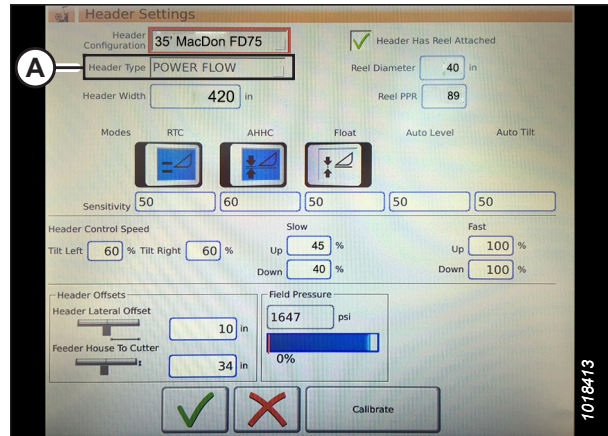 Header Settings
Header Configuration 35' MacDon FD75
Header Has Reel Attached
A
Header Type POWER FLOW
Reel Diameter 40 in
Header Width 420 in
Reel PPR 89
Modes RTC AHHC Float Auto Level Auto Tilt
Sensitivity 50 60 50 50 50
Header Control Speed
Slow
Fast
Tilt Left 60 % Tilt Right 60 %
Up 45 %
Up 100 %
Down 40 %
Down 100 %
Header Offsets
Field Pressure
Header Lateral Offset
10 in
1647 psi
Feeder House To Cutter
34 in
0%
Calibrate
1018413